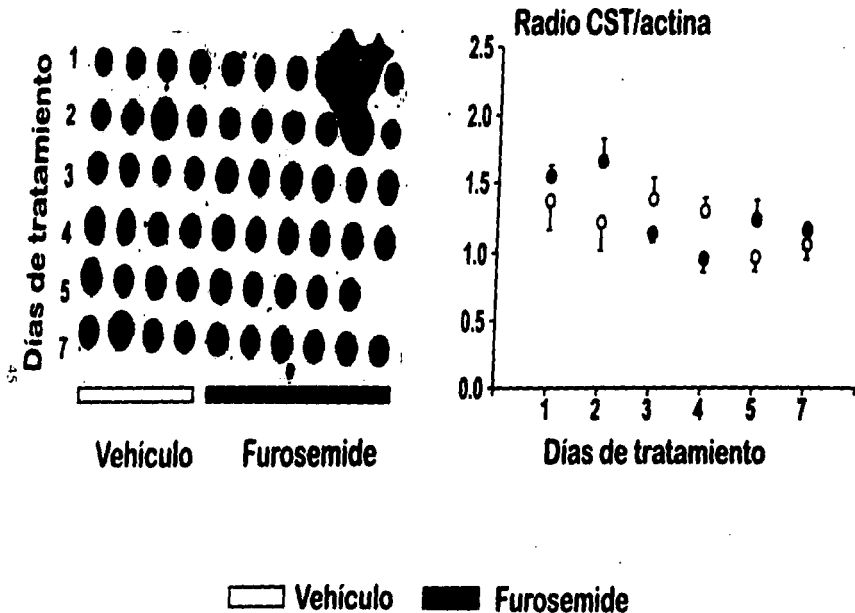 Radio CST/actina
2.5
2.0
1.5
1.0
0.5
0.0
1 2 3 4 5 7
Días de tratamiento
Días de tratamiento
1
2
3
4
5
7
45
Vehículo Furosemide
Vehículo Furosemide